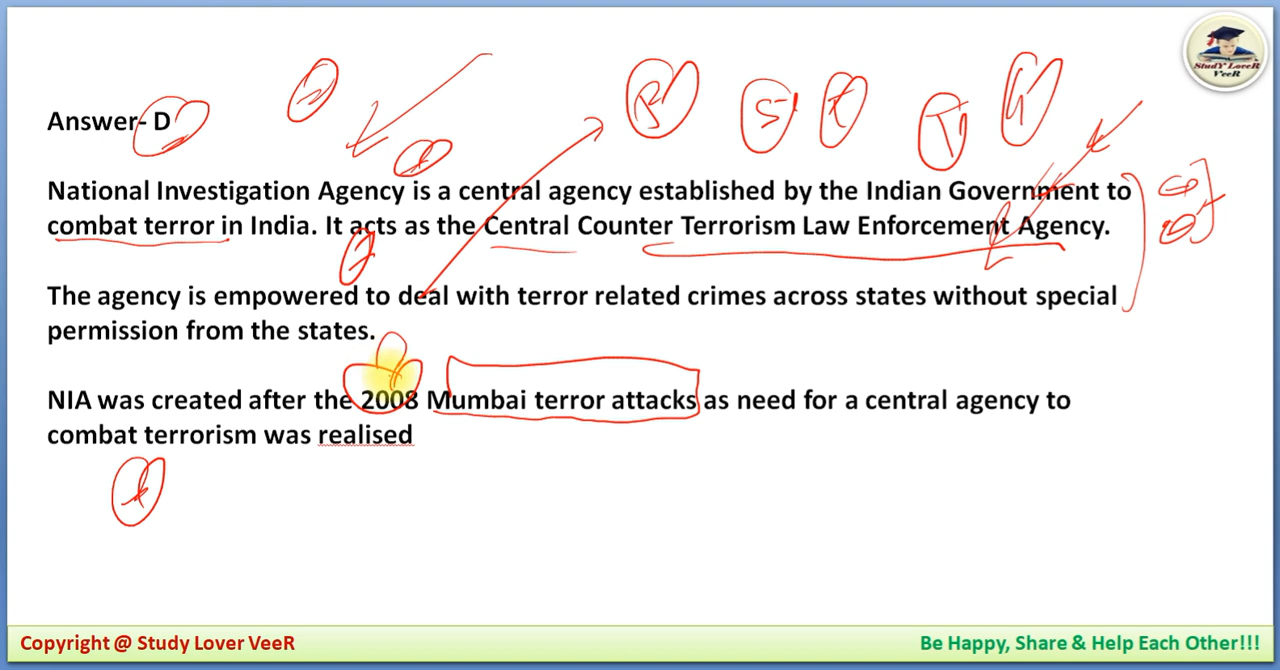 StudY LoveR
VeeR
Answer- D
National Investigation Agency is a central agency established by the Indian Government to
combat terror in India. It acts as the Central Counter Terrorism Law Enforcement Agency.
The agency is empowered to deal with terror related crimes across states without special
permission from the states.
NIA was created after the 2008 Mumbai terror attacks as need for a central agency to
combat terrorism was realised
Copyright @ Study Lover VeeR
Be Happy, Share & Help Each Other!!!